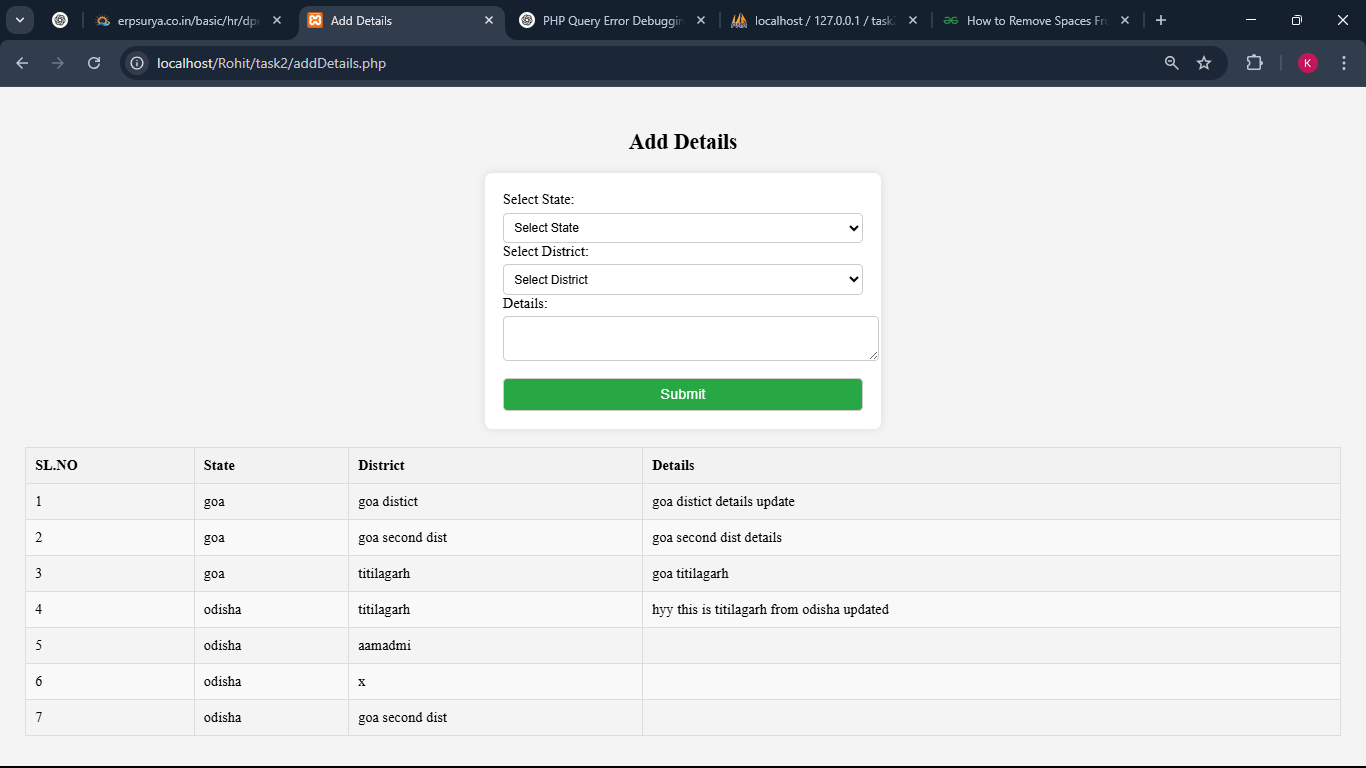 erpsurya.co.in/basic/hr/dpr
Add Details
PHP Query Error Debuggin
localhost / 127.0.0.1 / task2
How to Remove Spaces Fr
localhost/Rohit/task2/addDetails.php
K
Add Details
Select State:
Select State
Select District:
Select District
Details:
Submit
SL.NO State District Details
1 goa goa distict goa distict details update
2 goa goa second dist goa second dist details
3 goa titilagarh goa titilagarh
4 odisha titilagarh hyy this is titilagarh from odisha updated
5 odisha aamadmi
6 odisha x
7 odisha goa second dist